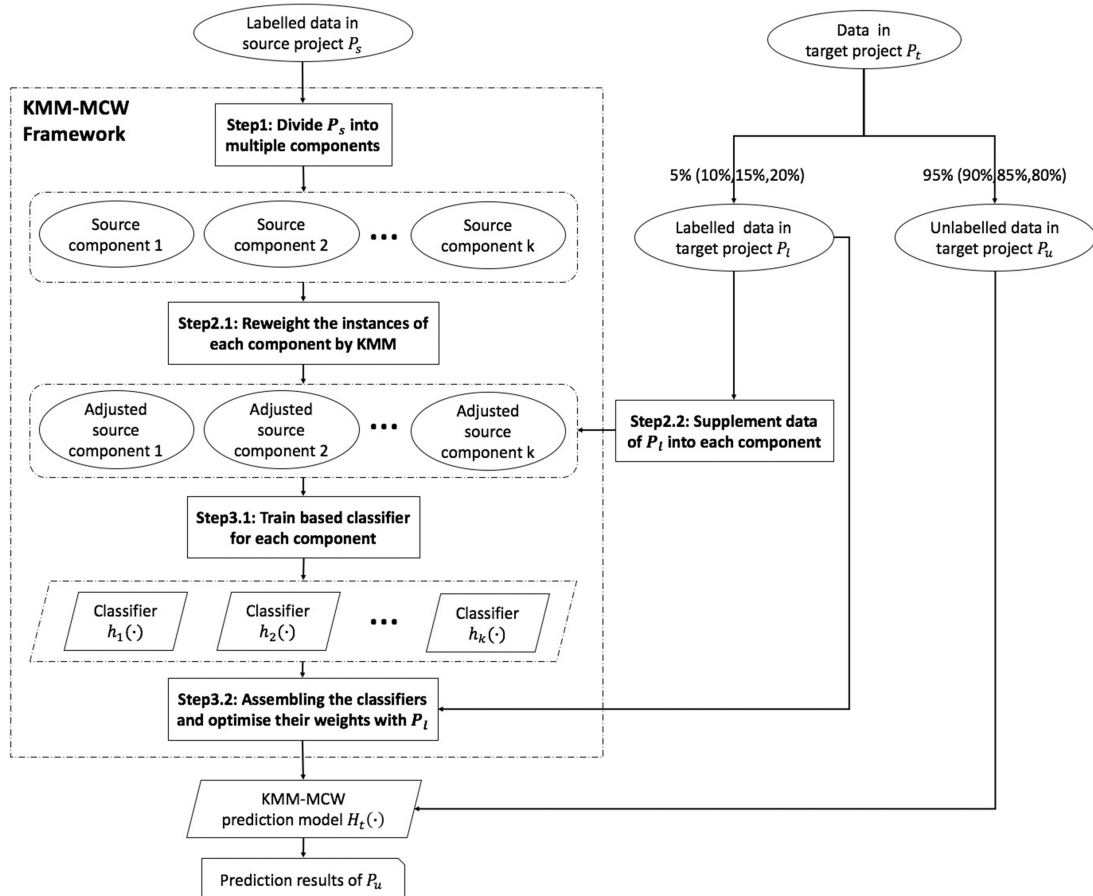 Labelled data in
source project P_s
Data in
target project P_t
KMM-MCW
Framework
Step1: Divide P_s into
multiple components
5% (10%,15%,20%)
95% (90%,85%,80%)
Source
component 1
Source
component 2
...
Source
component k
Labelled data in
target project P_l
Unlabelled data in
target project P_u
Step2.1: Reweight the instances of
each component by KMM
Adjusted
source
component 1
Adjusted
source
component 2
...
Adjusted
source
component k
Step2.2: Supplement data
of P_l into each component
Step3.1: Train based classifier
for each component
Classifier
h_1(·)
Classifier
h_2(·)
...
Classifier
h_k(·)
Step3.2: Assembling the classifiers
and optimise their weights with P_l
KMM-MCW
prediction model H_t(·)
Prediction results of P_u